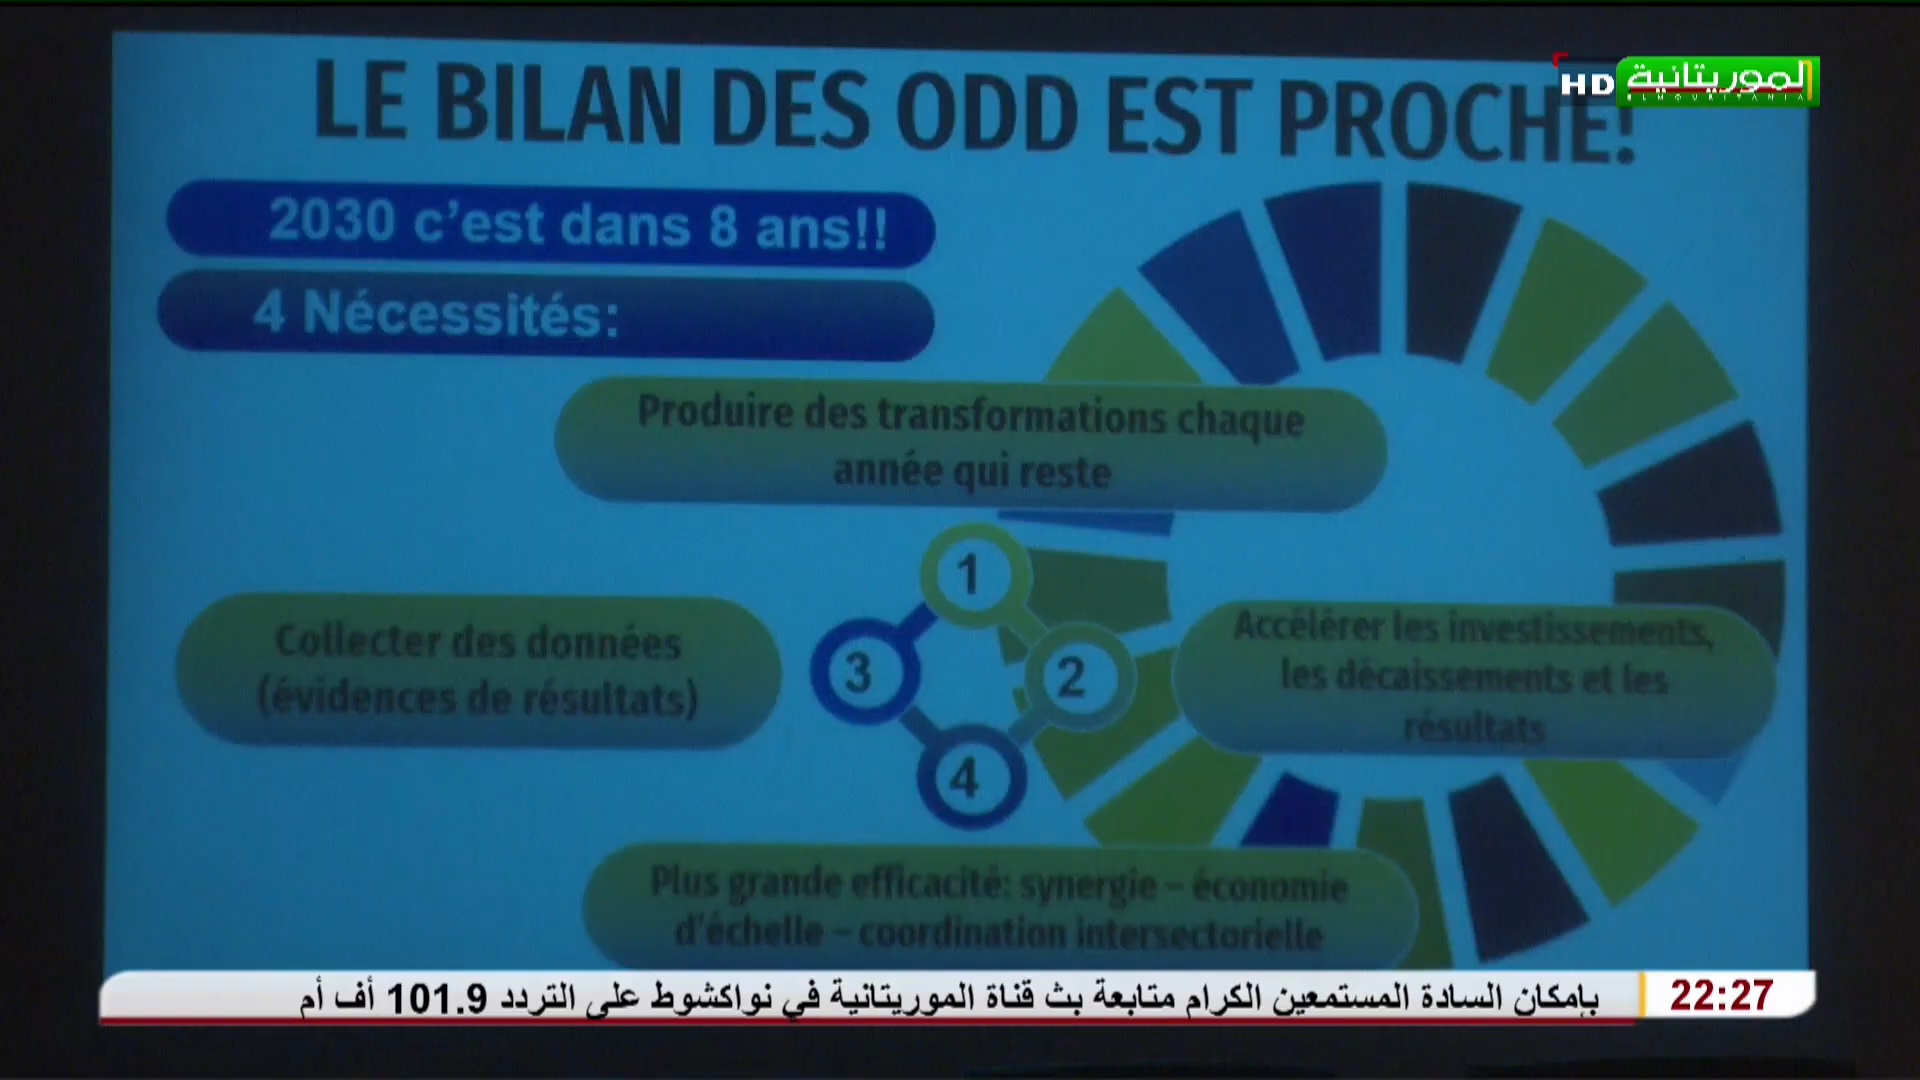 LE BILAN DES ODD EST PROCHE!
HD الموريتانية
ELMOURITANIA
2030 c'est dans 8 ans!!
4 Nécessités:
Produire des transformations chaque
année qui reste
1
Collecter des données
(évidences de résultats)
3
2
Accélérer les investissements,
les décaissements et les
résultats
4
Plus grande efficacité: synergie – économie
d'échelle – coordination intersectorielle
بإمكان السادة المستمعين الكرام متابعة بث قناة الموريتانية في نواكشوط على التردد 101.9 أف أم
22:27